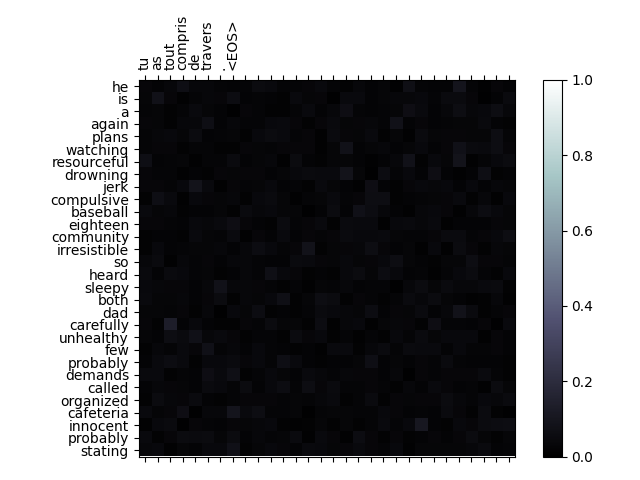 tu
as
tout
compris
de
travers
.
<EOS>
he
is
a
again
plans
watching
resourceful
drowning
jerk
compulsive
baseball
eighteen
community
irresistible
so
heard
sleepy
both
dad
carefully
unhealthy
few
probably
demands
called
organized
cafeteria
innocent
probably
stating
1.0
0.8
0.6
0.4
0.2
0.0